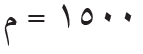 م = ١٥٠٠